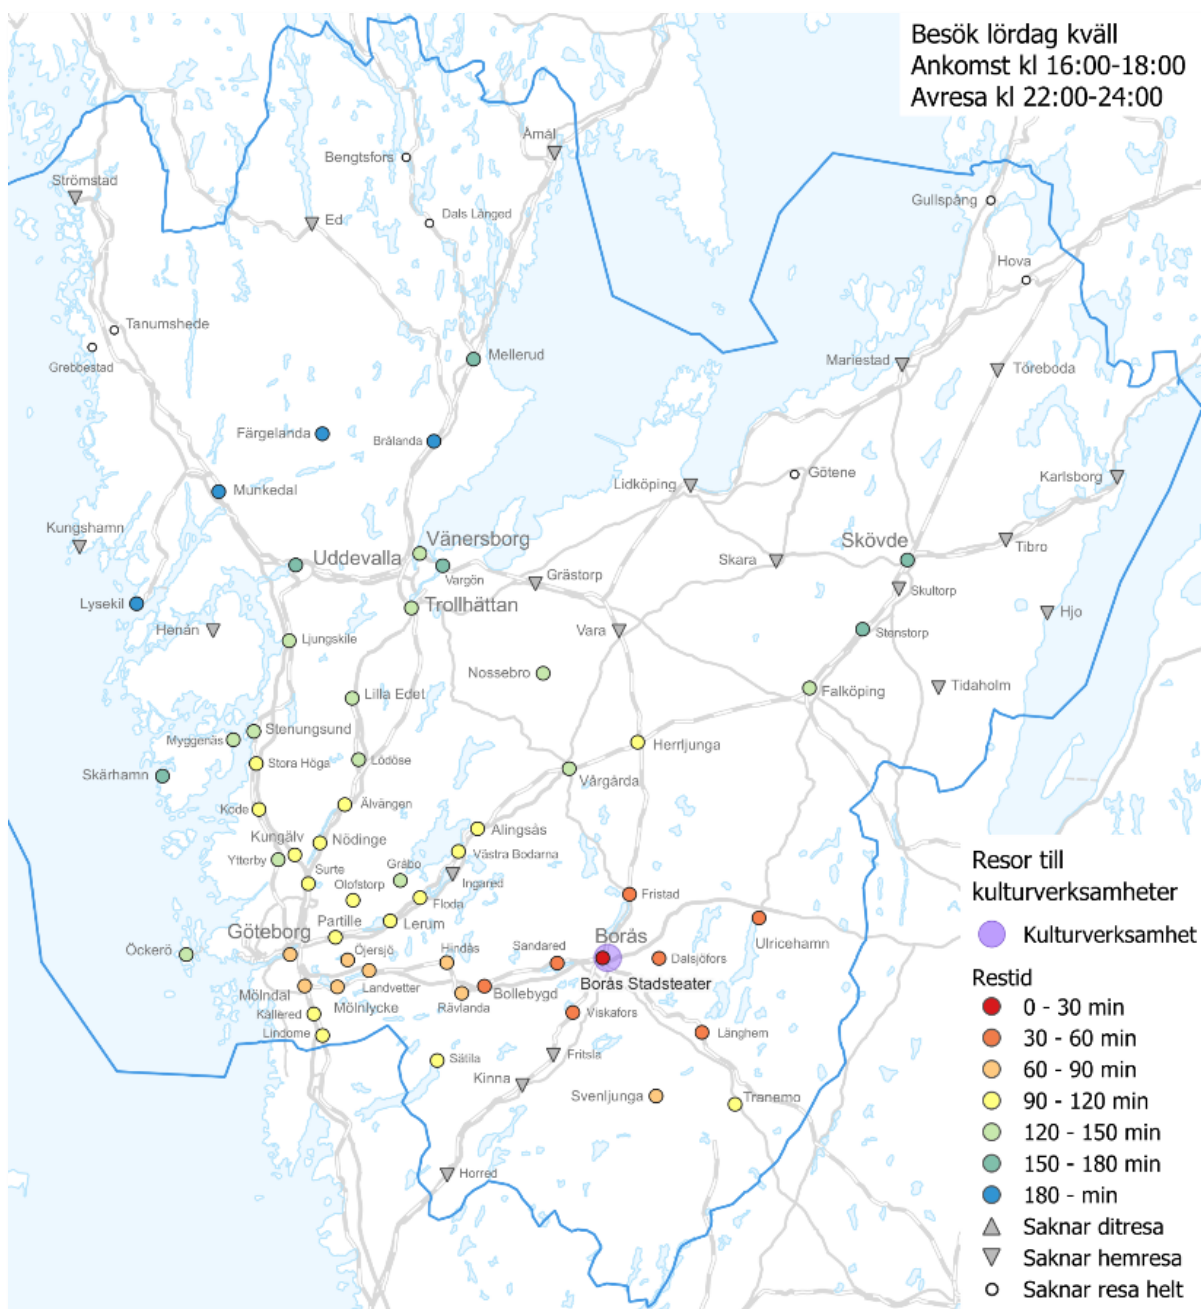 Besök lördag kväll
Ankomst kl 16:00-18:00
Avresa kl 22:00-24:00
Åmål
Bengtsfors
Strömstad
Dals Långed
Ed
Gullspång
Hova
Tanumshede
Grebbestad
Mellerud
Mariestad
Töreboda
Färgelanda
Brålanda
Götene
Karlsborg
Lidköping
Munkedal
Kungshamn
Vänersborg
Uddevalla
Skövde
Tibro
Skara
Vargön
Grästorp
Skultorp
Lysekil
Trollhättan
Hjo
Henån
Ljungskile
Vara
Stenstorp
Nossebro
Tidaholm
Lilla Edet
Falköping
Stenungsund
Myggenäs
Herrljunga
Stora Höga
Lödöse
Skärhamn
Vårgårda
Kode
Älvängen
Alingsås
Kungälv
Nödinge
Västra Bodarna
Ytterby
Gråbo
Surte
Olofstorp
Ingared
Floda
Fristad
Partille
Lerum
Göteborg
Borås
Ulricehamn
Öckerö
Öjersjö
Hindås
Sandared
Dalsjöfors
Landvetter
Borås Stadsteater
Mölndal
Mölnlycke
Rävlanda
Bollebygd
Kållered
Viskafors
Lindome
Länghem
Sätila
Fritsla
Kinna
Svenljunga
Tranemo
Horred
Resor till
kulturverksamheter
Kulturverksamhet
Restid
0 - 30 min
30 - 60 min
60 - 90 min
90 - 120 min
120 - 150 min
150 - 180 min
180 - min
Saknar ditresa
Saknar hemresa
Saknar resa helt